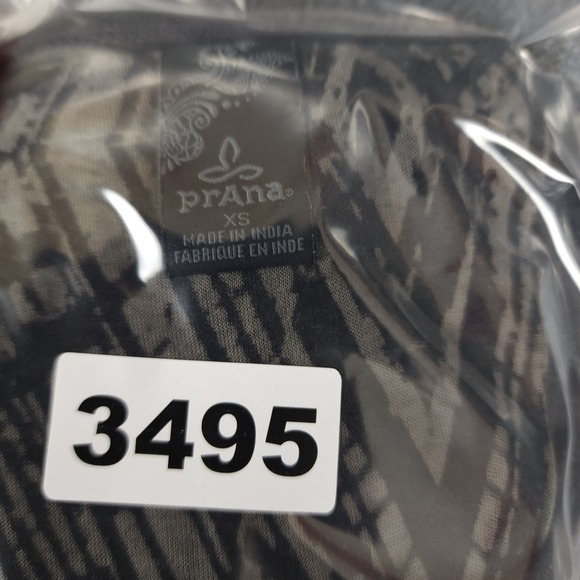 prAna®
XS
MADE IN INDIA
FABRIQUE EN INDE
3495